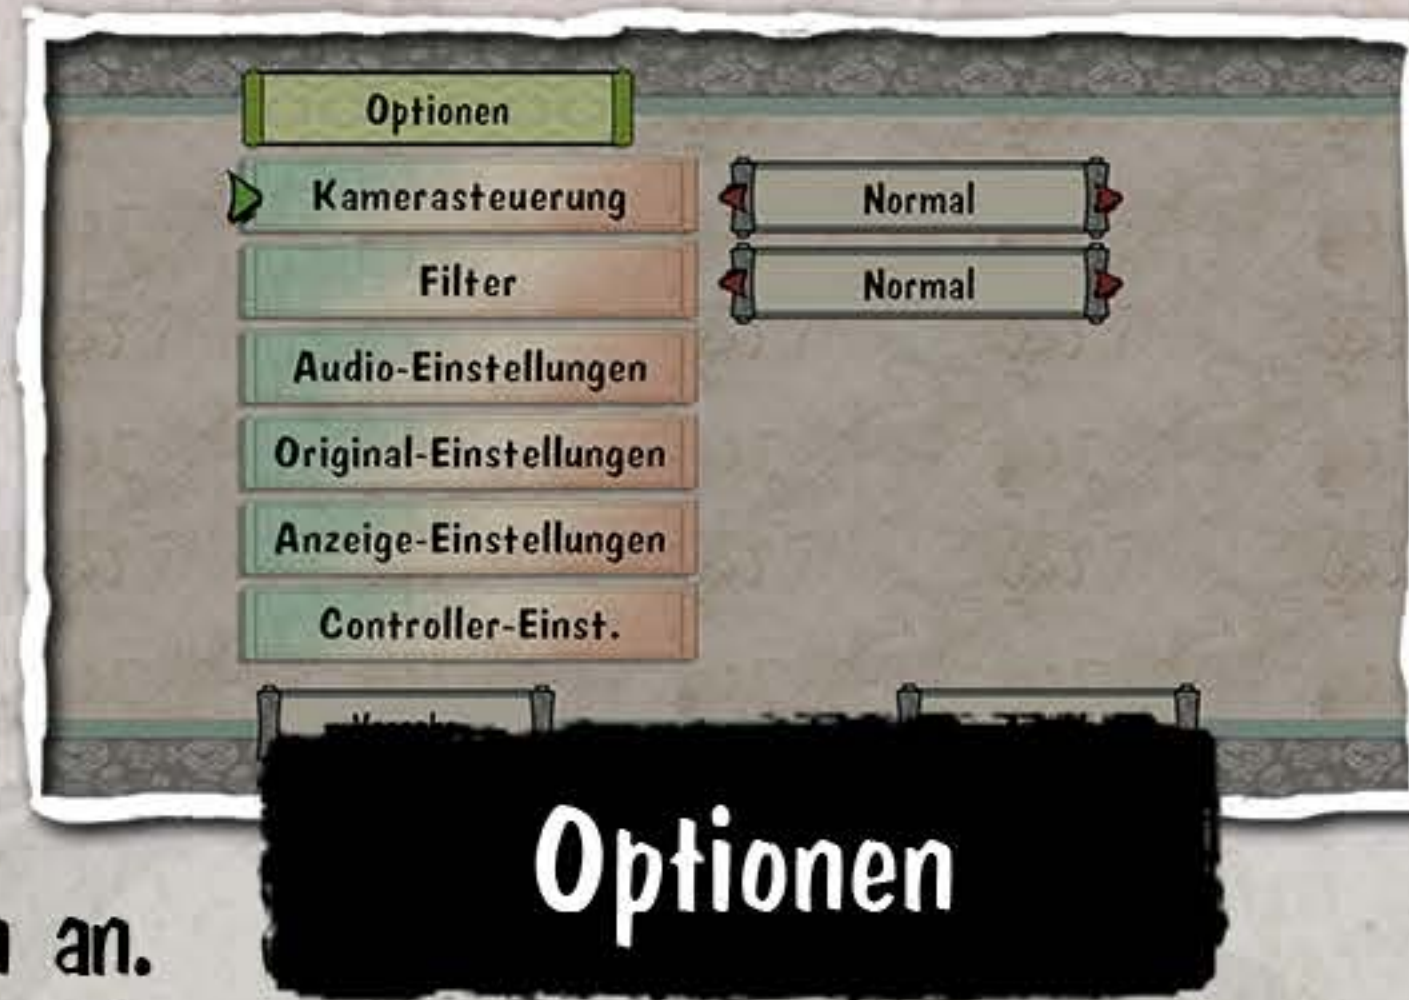 Optionen
Kamerasteuerung
Normal
Filter
Normal
Audio-Einstellungen
Original-Einstellungen
Anzeige-Einstellungen
Controller-Einst.
Optionen
an.